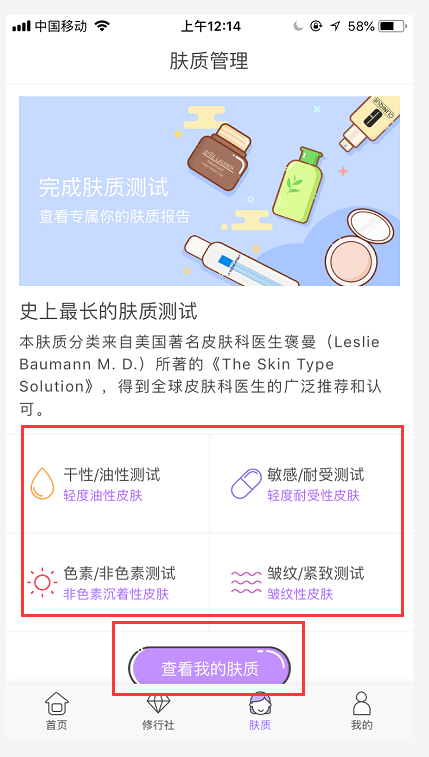 中国移动 上午12:14 58%
肤质管理
CLINIQUE
ESTEE LAUDER
完成肤质测试
查看专属你的肤质报告
史上最长的肤质测试
本肤质分类来自美国著名皮肤科医生褒曼（Leslie
Baumann M. D.）所著的《The Skin Type
Solution》，得到全球皮肤科医生的广泛推荐和认
可。
干性/油性测试 敏感/耐受测试
轻度油性皮肤 轻度耐受性皮肤
色素/非色素测试 皱纹/紧致测试
非色素沉着性皮肤 皱纹性皮肤
查看我的肤质
首页 修行社 肤质 我的